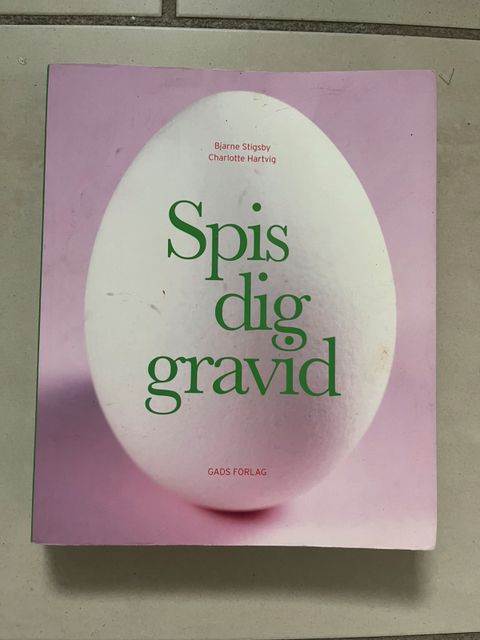 Bjarne Stigsby
Charlotte Hartvig
Spis
dig
gravid
GADS FORLAG